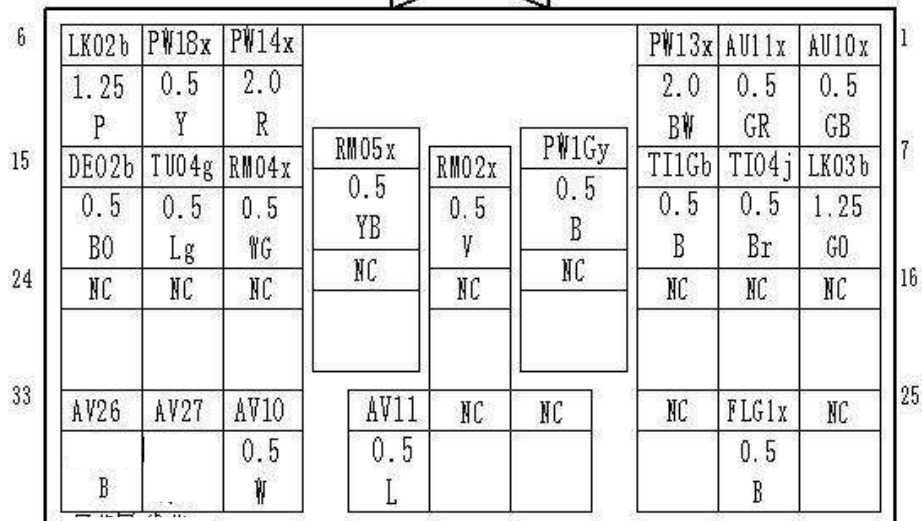 6 LK02b PW18x PW14x PW13x AU11x AU10x 1
1.25 0.5 2.0 2.0 0.5 0.5
P Y R BW GR GB
15 DE02b TU04g RM04x RM05x RM02x PW1Gy TI1Gb TI04j LK03b 7
0.5 0.5 0.5 0.5 0.5 0.5 0.5 0.5 1.25
BO Lg WG YB V B B Br GO
24 NC NC NC NC NC NC NC NC NC 16
33 AV26 AV27 AV10 AV11 NC NC NC FLG1x NC 25
0.5 0.5 0.5
B W L B